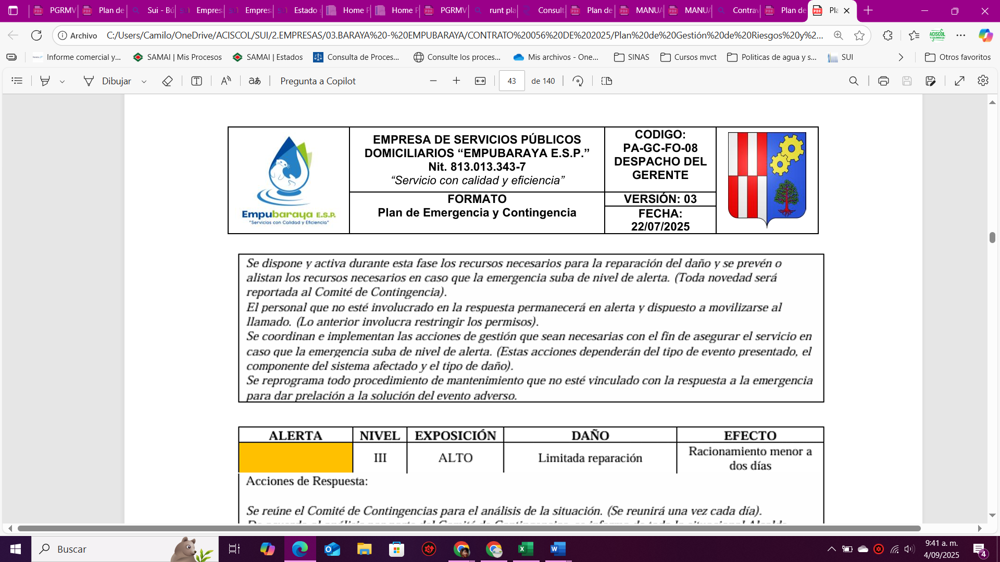 PGRMV
Plan de
Sui - Bú
Empres
Empres
Estado
Home P
Home P
PGRMV
runt pla
Consult
Plan de
MANUA
MANUA
Contrav
Plan de
Pla
Archivo
C:/Users/Camilo/OneDrive/ACISCOL/SUI/2.EMPRESAS/03.BARAYA%20-%20EMPUBARAYA/CONTRATO%20056%20DE%202025/Plan%20de%20Gestión%20de%20Riesgos%20y%2...
Informe comercial y...
SAMAI | Mis Procesos
SAMAI | Estados
Consulta de Proces...
Consulte los proces...
Mis archivos - One...
SINAS
Cursos mvct
Politicas de agua y s...
SUI
Otros favoritos
Dibujar
Pregunta a Copilot
43 de 140
Empubaraya E.S.P.
"Servicios con Calidad y Eficiencia"
EMPRESA DE SERVICIOS PÚBLICOS
DOMICILIARIOS “EMPUBARAYA E.S.P.”
Nit. 813.013.343-7
“Servicio con calidad y eficiencia”
FORMATO
Plan de Emergencia y Contingencia
CODIGO:
PA-GC-FO-08
DESPACHO DEL
GERENTE
VERSIÓN: 03
FECHA:
22/07/2025
Se dispone y activa durante esta fase los recursos necesarios para la reparación del daño y se prevén o
alistan los recursos necesarios en caso que la emergencia suba de nivel de alerta. (Toda novedad será
reportada al Comité de Contingencia).
El personal que no esté involucrado en la respuesta permanecerá en alerta y dispuesto a movilizarse al
llamado. (Lo anterior involucra restringir los permisos).
Se coordinan e implementan las acciones de gestión que sean necesarias con el fin de asegurar el servicio en
caso que la emergencia suba de nivel de alerta. (Estas acciones dependerán del tipo de evento presentado, el
componente del sistema afectado y el tipo de daño).
Se reprograma todo procedimiento de mantenimiento que no esté vinculado con la respuesta a la emergencia
para dar prelación a la solución del evento adverso.
ALERTA NIVEL EXPOSICIÓN DAÑO EFECTO
III ALTO Limitada reparación Racionamiento menor a
dos días
Acciones de Respuesta:
Se reúne el Comité de Contingencias para el análisis de la situación. (Se reunirá una vez cada día).
Buscar
9:41 a. m.
4/09/2025
4